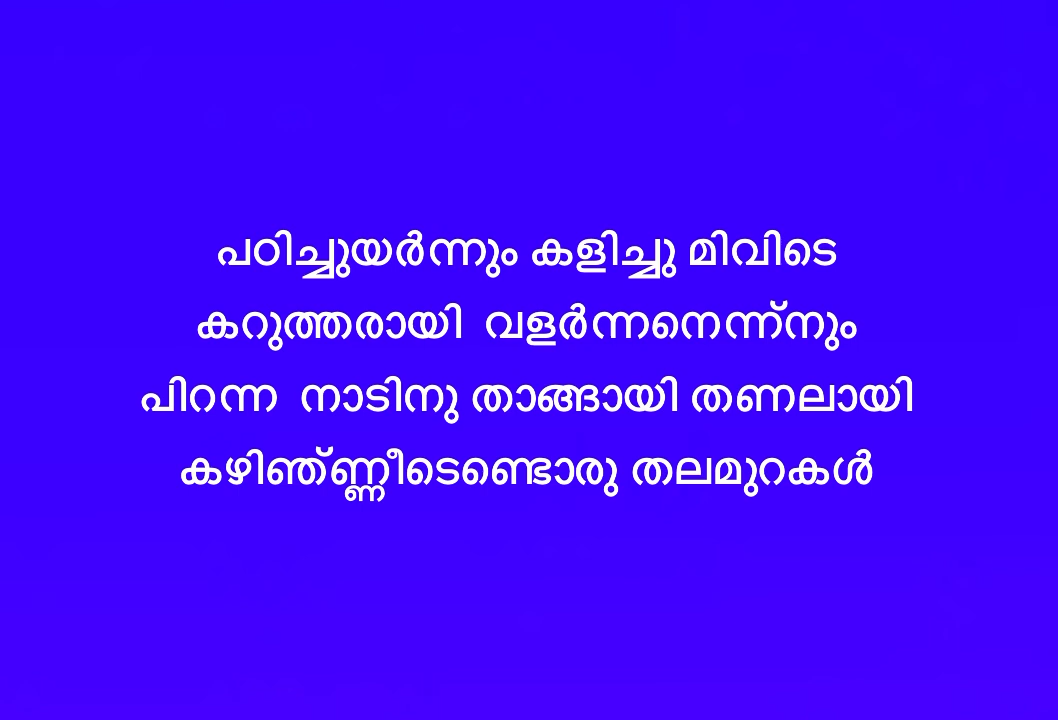 പഠിച്ചുയർന്നും കളിച്ചു മിവിടെ
കറുത്തരായി വളർന്നനെന്ന്നും
പിറന്ന നാടിനു താങ്ങായി തണലായി
കഴിഞ്ണ്ണീടെണ്ടൊരു തലമുറകൾ